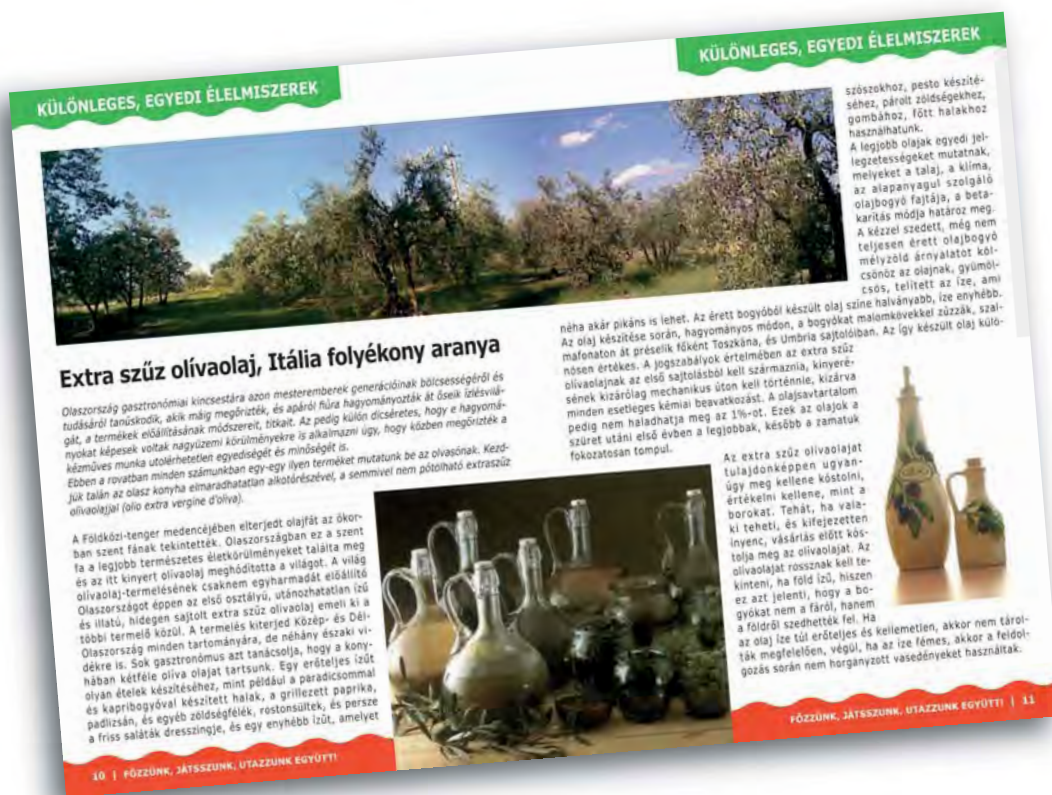 KÜLÖNLEGES, EGYEDI ÉLELMISZEREK
Extra szűz olívaolaj, Itália folyékony aranya
Olaszország gasztronómiai kincsestára azon mesteremberek generációinak bölcsességéről és
tudásáról tanúskodik, akik máig megőrizték, és apáról fiúra hagyományozták át őseik ízlésvilá-
gát, a termékek előállításának módszereit, titkait. Az pedig külön dicséretes, hogy e hagyomá-
nyokat képesek voltak nagyüzemi körülményekre is alkalmazni úgy, hogy közben megőrizték a
kézműves munka utolérhetetlen egyediségét és minőségét is.
Ebben a rovatban minden számunkban egy-egy ilyen terméket mutatunk be az olvasónak. Kezd-
jük talán az olasz konyha elmaradhatatlan alkotórészével, a semmivel nem pótolható extraszűz
olívaolajjal (olio extra vergine d'oliva).
A Földközi-tenger medencéjében elterjedt olajfát az ókor-
ban szent fának tekintették. Olaszországban ez a szent
fa a legjobb természetes életkörülményeket találta meg
és az itt kinyert olívaolaj meghódította a világot. A világ
olívaolaj-termelésének csaknem egyharmadát előállító
Olaszországot éppen az első osztályú, utánozhatatlan ízű
és illatú, hidegen sajtolt extra szűz olívaolaj emeli ki a
többi termelő közül. A termelés kiterjed Közép- és Dél-
Olaszország minden tartományára, de néhány északi vi-
dékre is. Sok gasztronómus azt tanácsolja, hogy a kony-
hában kétféle olíva olajat tartsunk. Egy erőteljes ízűt
olyan ételek készítéséhez, mint például a paradicsommal
és kapribogyóval készített halak, a grillezett paprika,
padlizsán, és egyéb zöldségfélék, rostonsültek, és persze
a friss saláták dresszingje, és egy enyhébb ízűt, amelyet
10 | FŐZZÜNK, JÁTSSZUNK, UTAZZUNK EGYÜTT!
KÜLÖNLEGES, EGYEDI ÉLELMISZEREK
szószokhoz, pesto készíté-
séhez, párolt zöldségekhez,
gombához, főtt halakhoz
használhatunk.
A legjobb olajak egyedi jel-
legzetességeket mutatnak,
melyeket a talaj, a klíma,
az alapanyagul szolgáló
olajbogyó fajtája, a beta-
karítás módja határoz meg.
A kézzel szedett, még nem
teljesen érett olajbogyó
mélyzöld árnyalatot köl-
csönöz az olajnak, gyümöl-
csös, telített az íze, ami
néha akár pikáns is lehet. Az érett bogyóból készült olaj színe halványabb, íze enyhébb.
Az olaj készítése során, hagyományos módon, a bogyókat malomkövekkel zúzzák, szal-
mafonaton át préselik főként Toszkána, és Umbria sajtolóiban. Az így készült olaj külö-
nösen értékes. A jogszabályok értelmében az extra szűz
olívaolajnak az első sajtolásból kell származnia, kinyeré-
sének kizárólag mechanikus úton kell történnie, kizárva
minden esetleges kémiai beavatkozást. A olajsavtartalom
pedig nem haladhatja meg az 1%-ot. Ezek az olajok a
szüret utáni első évben a legjobbak, később a zamatuk
fokozatosan tompul.
Az extra szűz olívaolajat
tulajdonképpen ugyan-
úgy meg kellene kóstolni,
értékelni kellene, mint a
borokat. Tehát, ha vala-
ki teheti, és kifejezetten
ínyenc, vásárlás előtt kós-
tolja meg az olívaolajat. Az
olívaolajat rossznak kell te-
kinteni, ha föld ízű, hiszen
ez azt jelenti, hogy a bo-
gyókat nem a fáról, hanem
a földről szedhették fel. Ha
az olaj íze túl erőteljes és kellemetlen, akkor nem tárol-
ták megfelelően, végül, ha az íze fémes, akkor a feldol-
gozás során nem horganyzott vasedényeket használtak.
FŐZZÜNK, JÁTSSZUNK, UTAZZUNK EGYÜTT! | 11